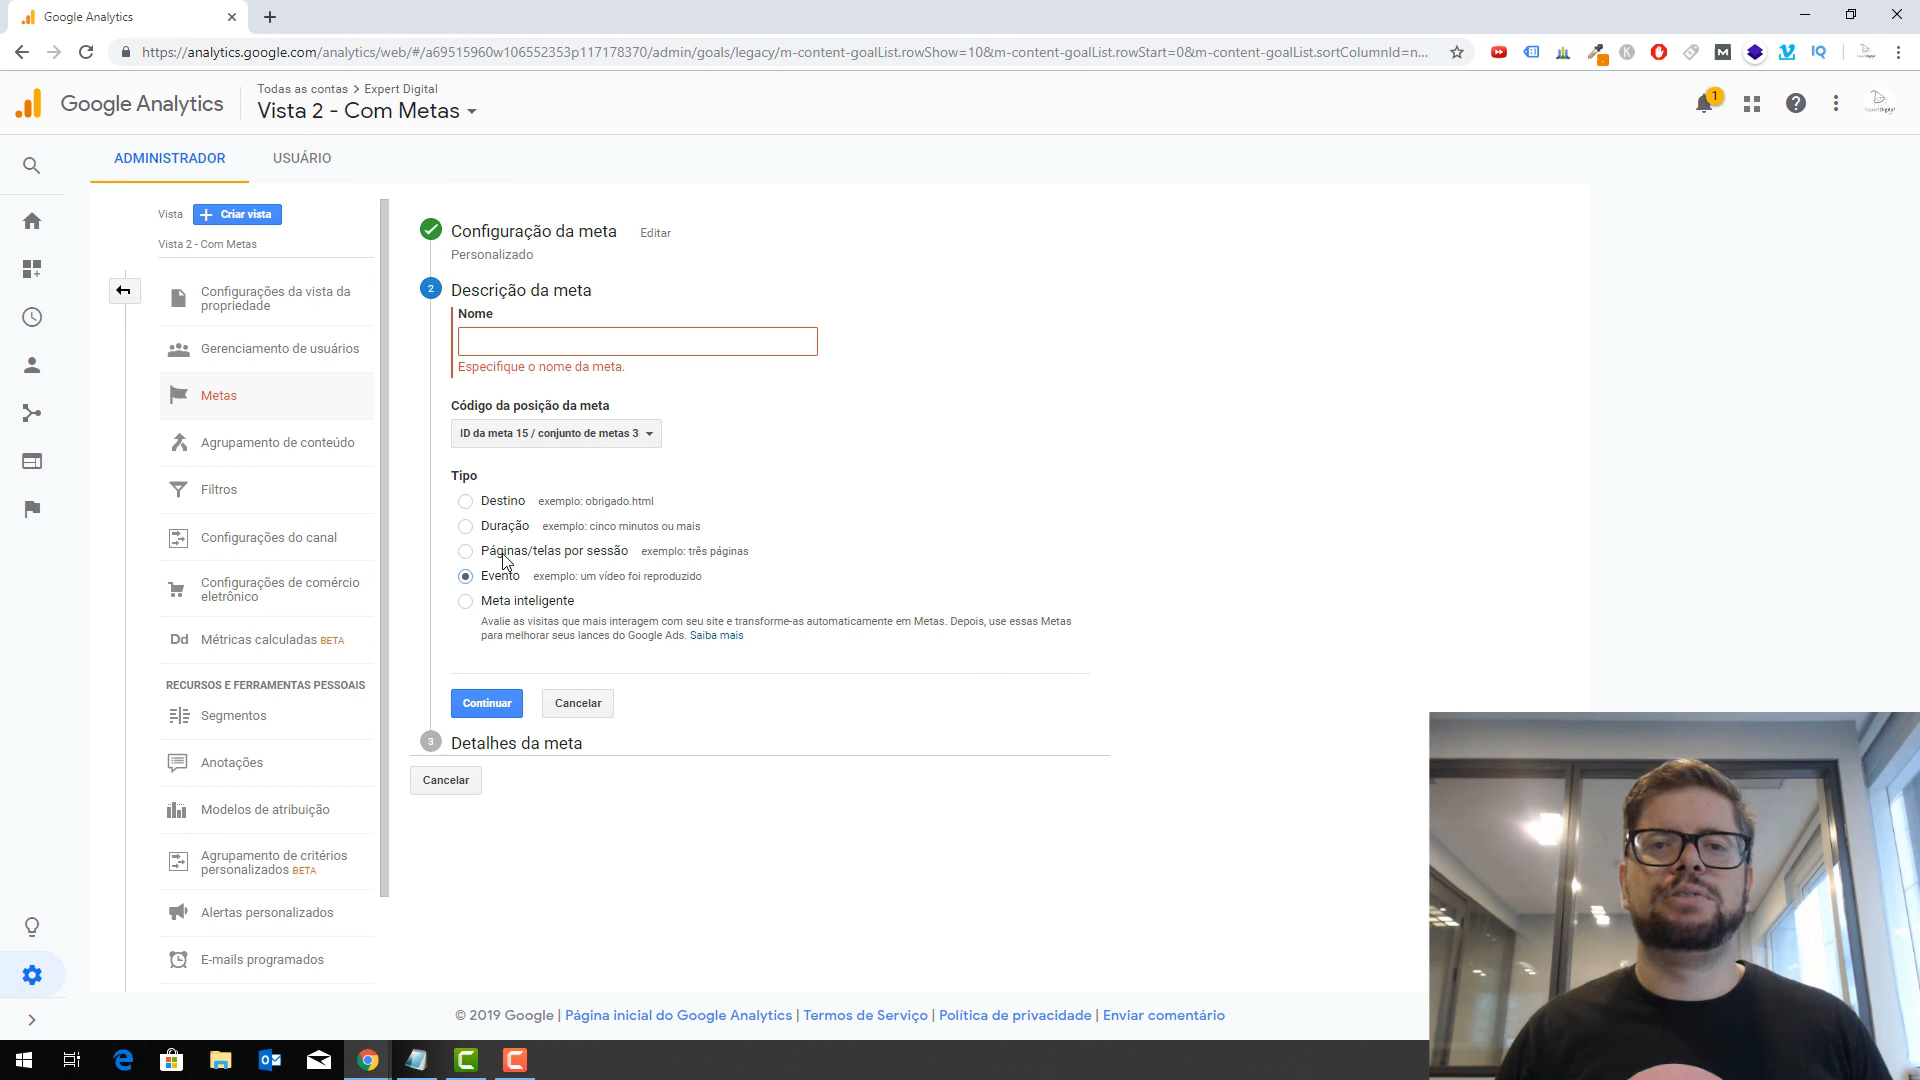 Google Analytics
https://analytics.google.com/analytics/web/#/a69515960w106552353p117178370/admin/goals/legacy/m-content-goalList.rowShow=10&m-content-goalList.rowStart=0&m-content-goalList.sortColumnId=n...
Google Analytics
Todas as contas > Expert Digital
Vista 2 - Com Metas
1
ADMINISTRADOR
USUÁRIO
Vista
Criar vista
Vista 2 - Com Metas
Configurações da vista da
propriedade
Gerenciamento de usuários
Metas
Agrupamento de conteúdo
Filtros
Configurações do canal
Configurações de comércio
eletrônico
Dd Métricas calculadas BETA
RECURSOS E FERRAMENTAS PESSOAIS
Segmentos
Anotações
Modelos de atribuição
Agrupamento de critérios
personalizados BETA
Alertas personalizados
E-mails programados
Configuração da meta Editar
Personalizado
2 Descrição da meta
Nome
Especifique o nome da meta.
Código da posição da meta
ID da meta 15 / conjunto de metas 3
Tipo
Destino exemplo: obrigado.html
Duração exemplo: cinco minutos ou mais
Páginas/telas por sessão exemplo: três páginas
Evento exemplo: um vídeo foi reproduzido
Meta inteligente
Avalie as visitas que mais interagem com seu site e transforme-as automaticamente em Metas. Depois, use essas Metas
para melhorar seus lances do Google Ads. Saiba mais
Continuar
Cancelar
3 Detalhes da meta
Cancelar
© 2019 Google | Página inicial do Google Analytics | Termos de Serviço | Política de privacidade | Enviar comentário